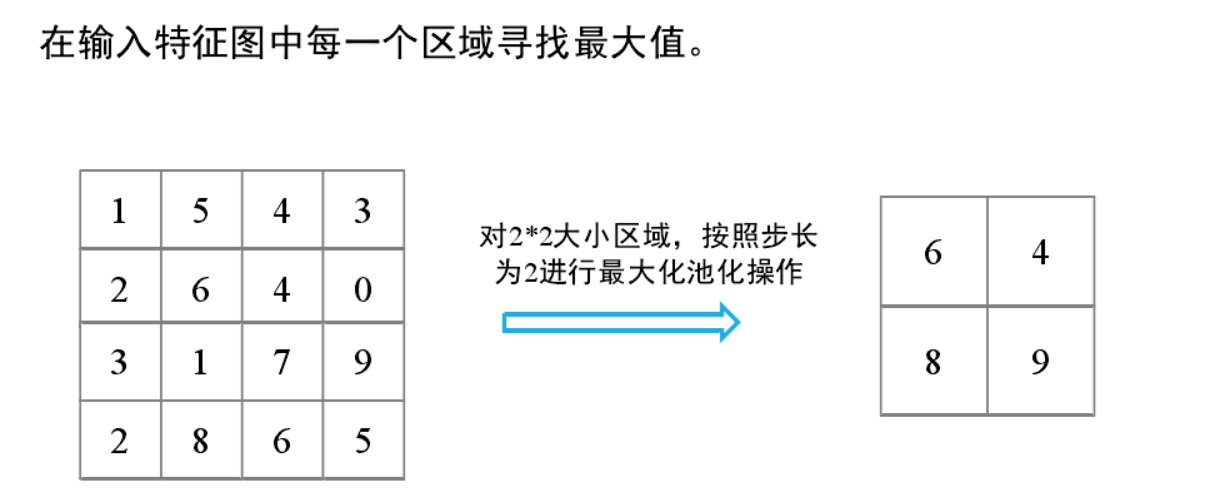 在输入特征图中每一个区域寻找最大值。
1 5 4 3
2 6 4 0
3 1 7 9
2 8 6 5
对2*2大小区域，按照步长
为2进行最大化池化操作
6 4
8 9